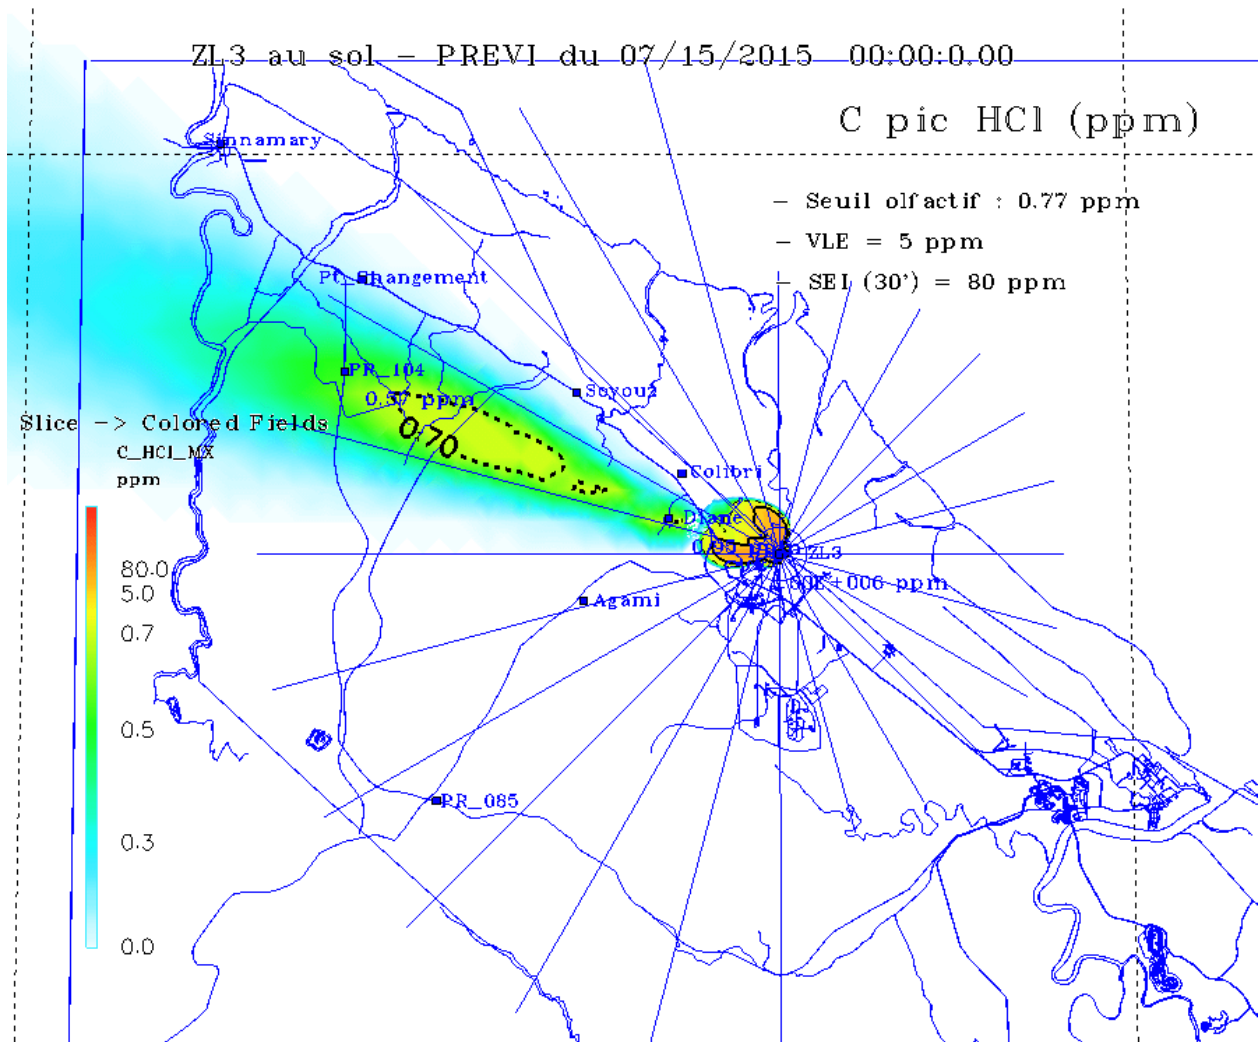 ZL3 au sol - PREVI du 07/15/2015 00:00:0.00
C pic HCl (ppm)
Sinnamary
- Seuil olfactif : 0.77 ppm
- VLE = 5 ppm
- SEI (30') = 80 ppm
Pt_Changement
PR_104
0.57 ppm
Soyouz
0.70
Slice -> Colored Fields
C_HCl_MX
ppm
Colibri
Diane
ZL3
+006 ppm
Agami
80.0
5.0
0.7
0.5
PR_085
0.3
0.0